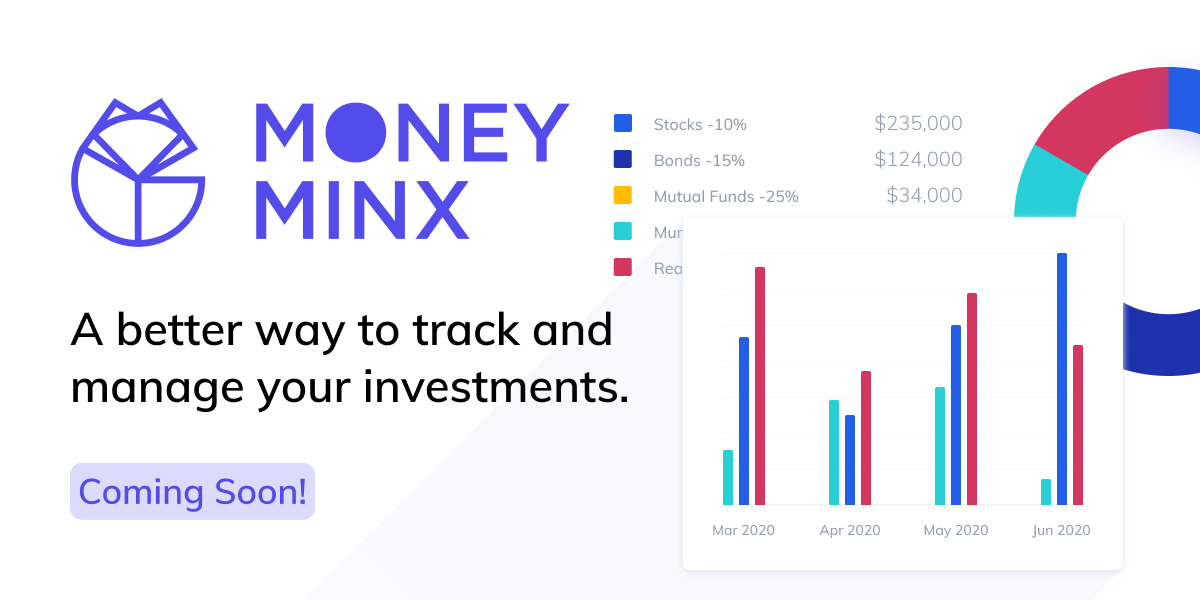 MONEY
MINX
A better way to track and
manage your investments.
Coming Soon!
Stocks -10% $235,000
Bonds -15% $124,000
Mutual Funds -25% $34,000
Mar 2020 Apr 2020 May 2020 Jun 2020